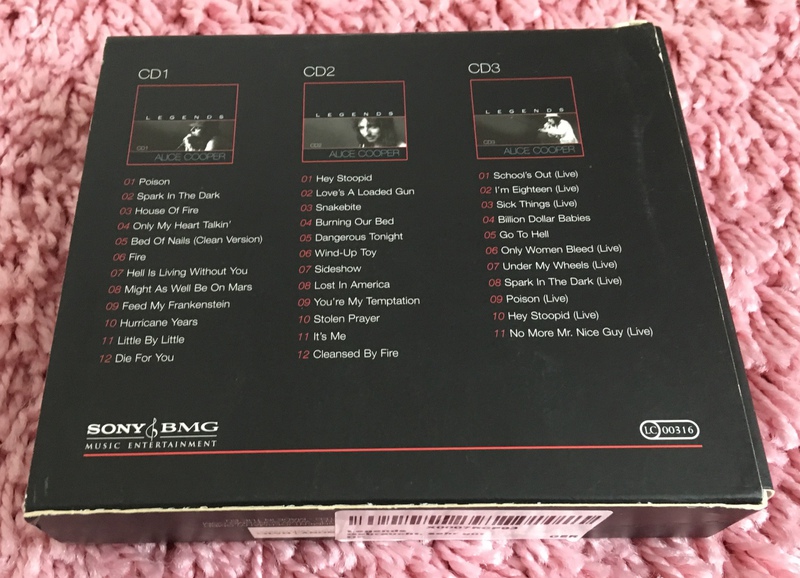 CD1
LEGENDS
CD1
ALICE COOPER
01 Poison
02 Spark In The Dark
03 House Of Fire
04 Only My Heart Talkin'
05 Bed Of Nails (Clean Version)
06 Fire
07 Hell Is Living Without You
08 Might As Well Be On Mars
09 Feed My Frankenstein
10 Hurricane Years
11 Little By Little
12 Die For You
CD2
LEGENDS
CD2
ALICE COOPER
01 Hey Stoopid
02 Love's A Loaded Gun
03 Snakebite
04 Burning Our Bed
05 Dangerous Tonight
06 Wind-Up Toy
07 Sideshow
08 Lost In America
09 You're My Temptation
10 Stolen Prayer
11 It's Me
12 Cleansed By Fire
CD3
LEGENDS
CD3
ALICE COOPER
01 School's Out (Live)
02 I'm Eighteen (Live)
03 Sick Things (Live)
04 Billion Dollar Babies
05 Go To Hell
06 Only Women Bleed (Live)
07 Under My Wheels (Live)
08 Spark In The Dark (Live)
09 Poison (Live)
10 Hey Stoopid (Live)
11 No More Mr. Nice Guy (Live)
SONY BMG
MUSIC ENTERTAINMENT
LC 00316
Legends